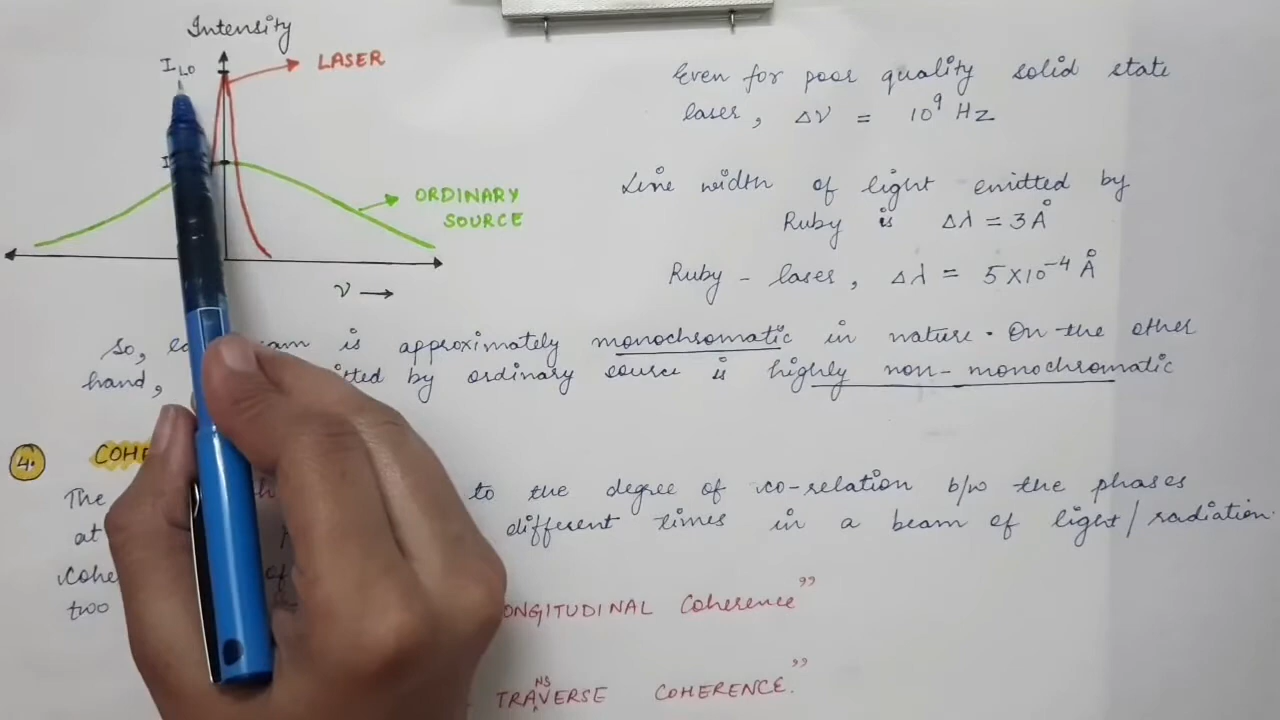 Intensity
I_LO
LASER
I
ORDINARY
SOURCE
ν →
Even for poor quality solid state
laser, Δν = 10⁹ Hz
Line width of light emitted by
Ruby is Δλ = 3 Å
Ruby - lasers, Δλ = 5×10⁻⁴ Å
So, is approximately monochromatic in nature. On the other
hand, by ordinary source is highly non-monochromatic
4.
The to the degree of co-relation b/w the phases
at different times in a beam of light/radiation.
two ONGITUDINAL Coherence"
TRANSVERSE COHERENCE."